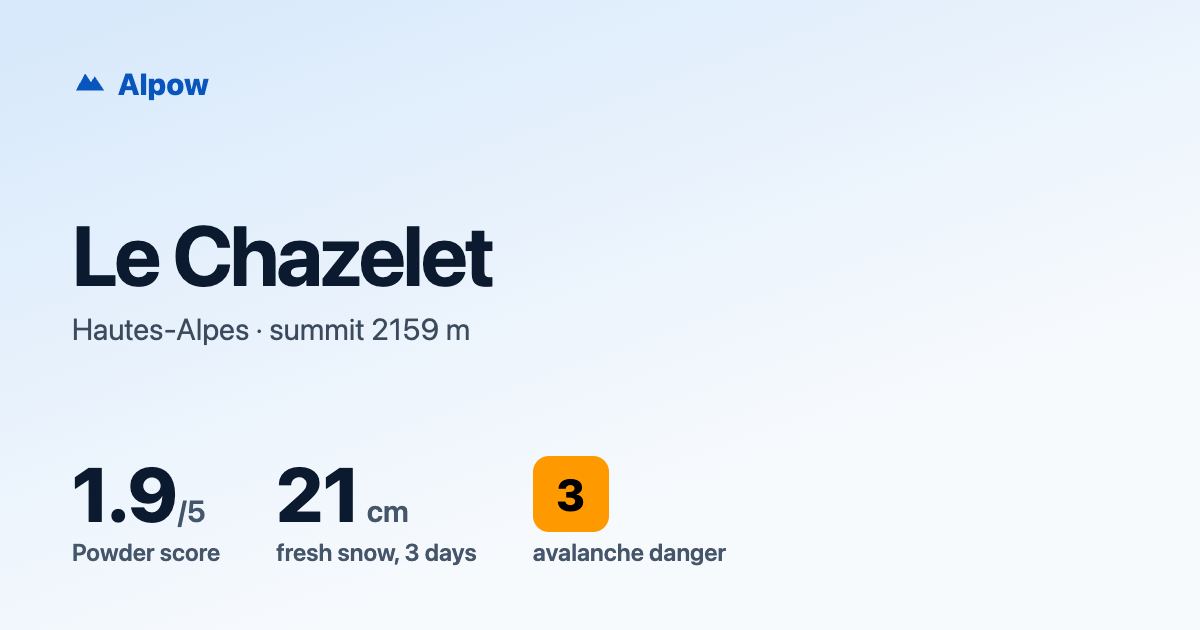 Alpow
Le Chazelet
Hautes-Alpes · summit 2159 m
1.9/5
Powder score
21 cm
fresh snow, 3 days
3
avalanche danger